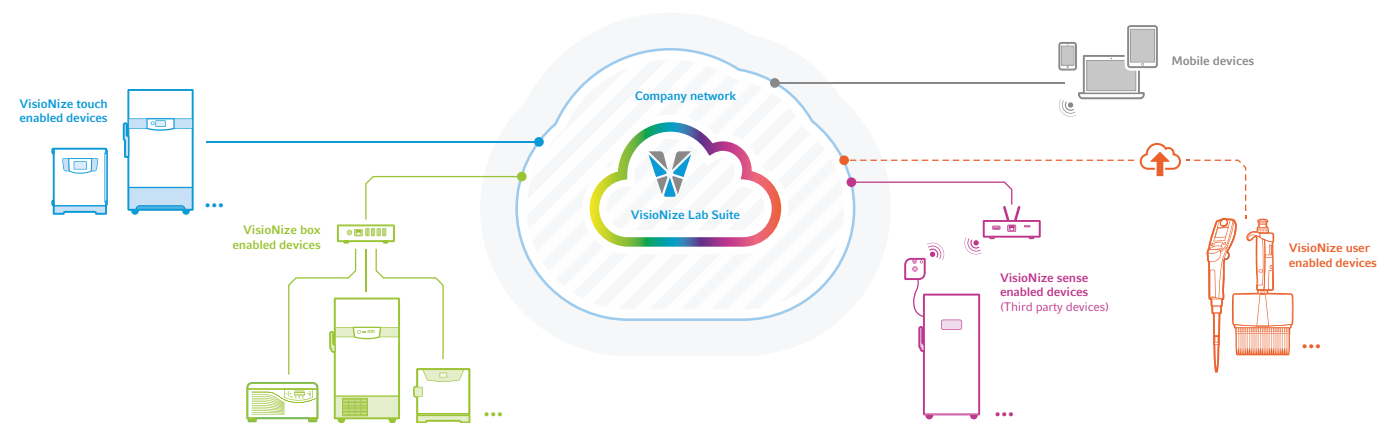 VisioNize touch
enabled devices
VisioNize box
enabled devices
Company network
VisioNize Lab Suite
Mobile devices
VisioNize sense
enabled devices
(Third party devices)
VisioNize user
enabled devices